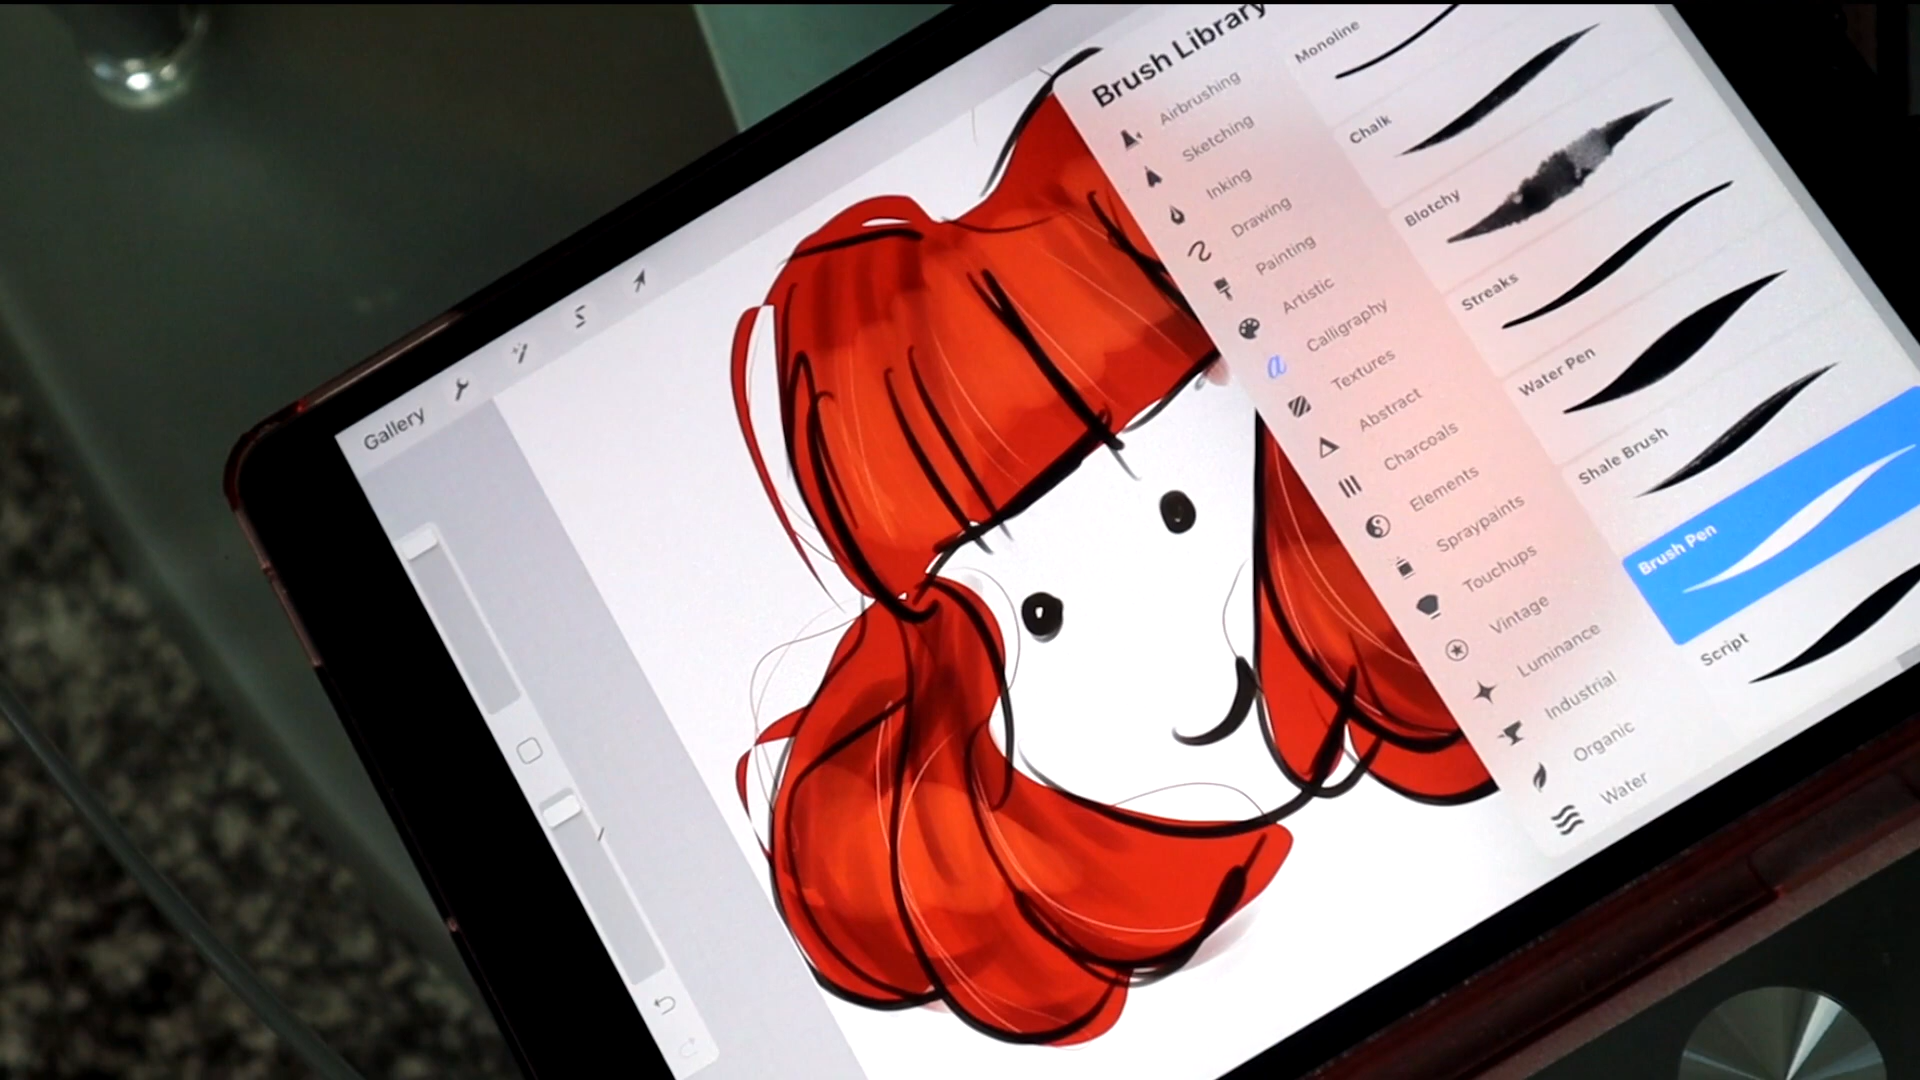 Gallery
Brush Library
Airbrushing
Sketching
Inking
Drawing
Painting
Artistic
Calligraphy
Textures
Abstract
Charcoals
Elements
Spraypaints
Touchups
Vintage
Luminance
Industrial
Organic
Water
Monoline
Chalk
Blotchy
Streaks
Water Pen
Shale Brush
Brush Pen
Script